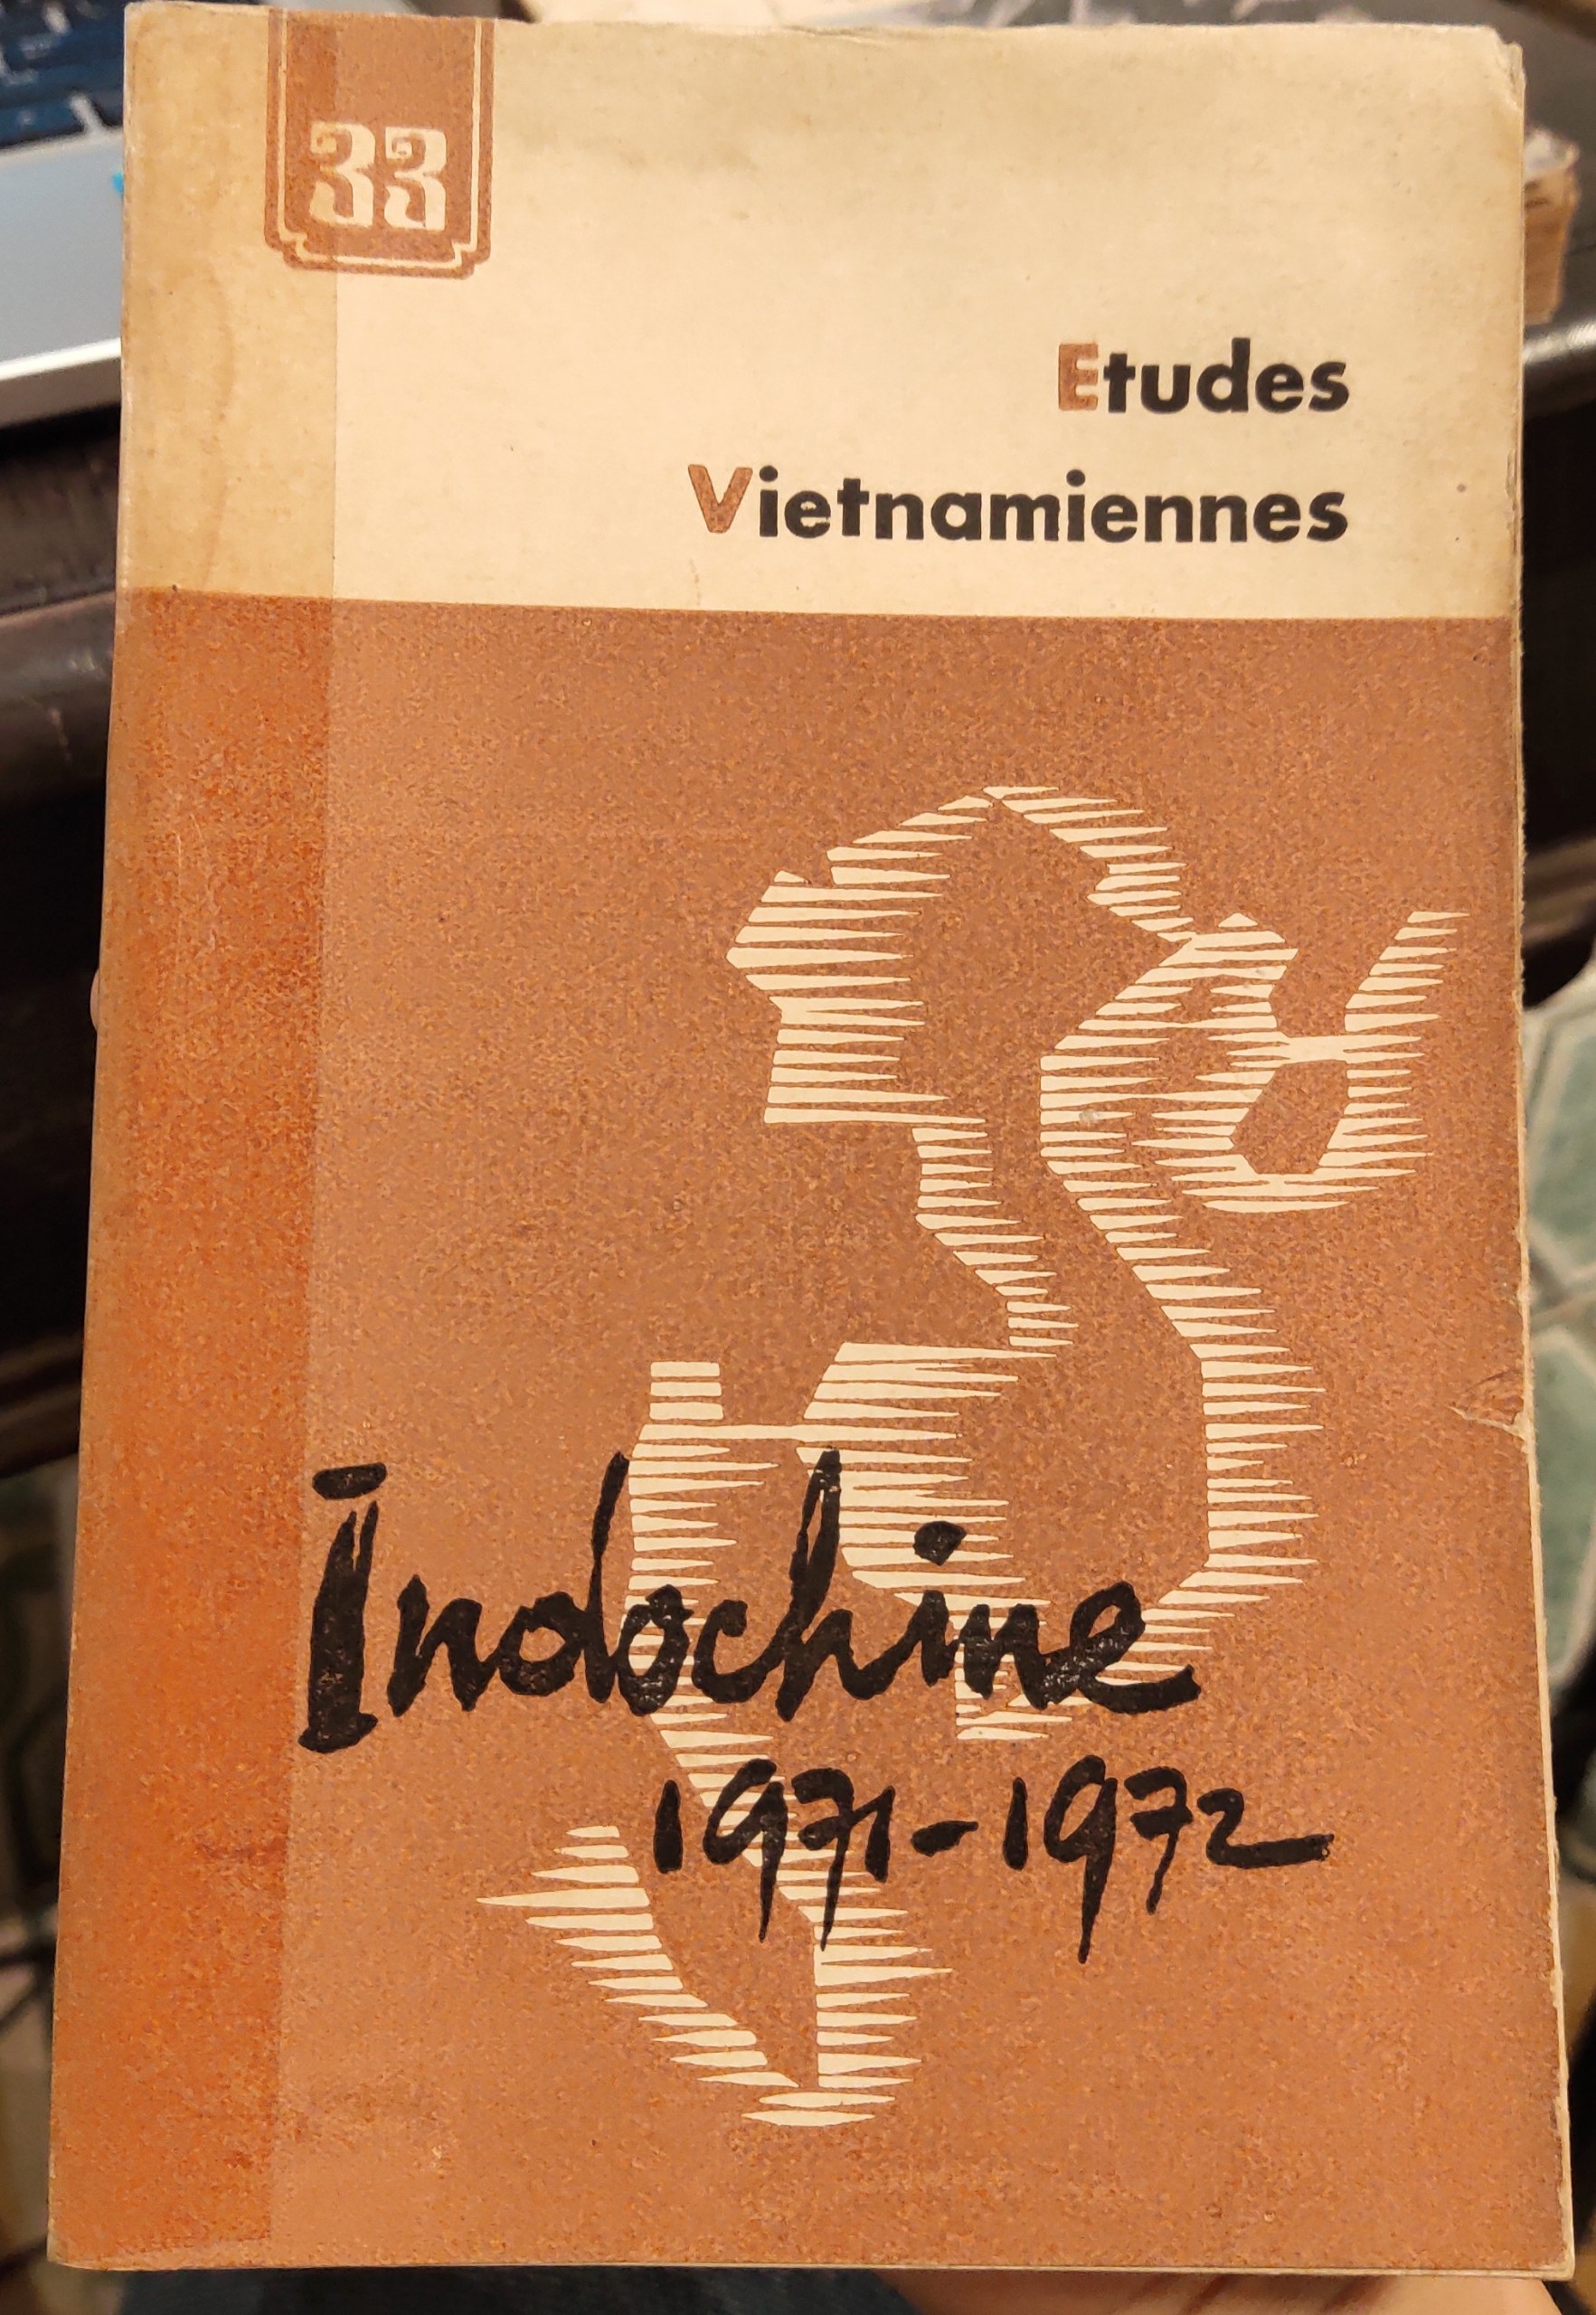 33
Etudes
Vietnamiennes
Indochine
1971-1972